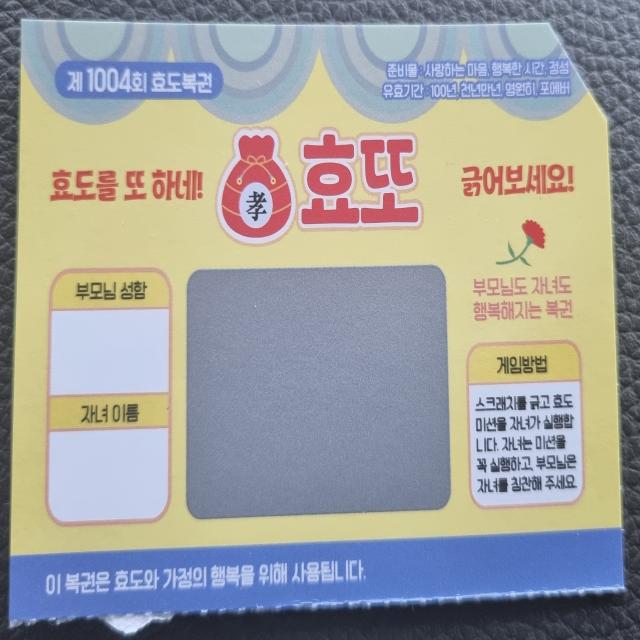 제 1004회 효도복권
준비물 : 사랑하는 마음, 행복한 시간, 정성
유효기간 : 100년, 천년만년, 영원히, 포에버
효도를 또 하네!
孝
효또
긁어보세요!
부모님도 자녀도
행복해지는 복권
부모님 성함
자녀 이름
게임방법
스크래치를 긁고 효도
미션을 자녀가 실행합
니다. 자녀는 미션을
꼭 실행하고, 부모님은
자녀를 칭찬해 주세요.
이 복권은 효도와 가정의 행복을 위해 사용됩니다.